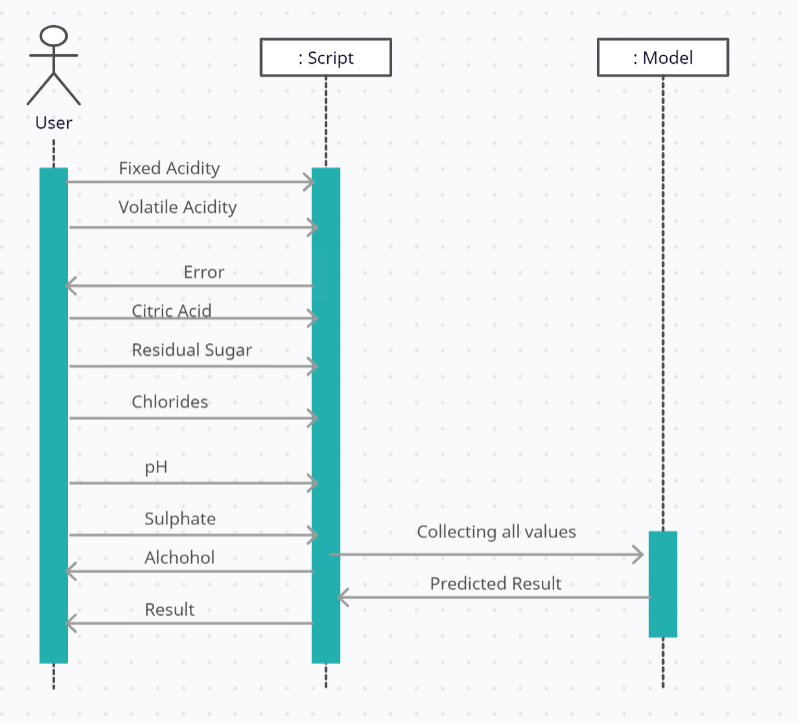 : Script
: Model
User
Fixed Acidity
Volatile Acidity
Error
Citric Acid
Residual Sugar
Chlorides
pH
Sulphate
Collecting all values
Alchohol
Predicted Result
Result